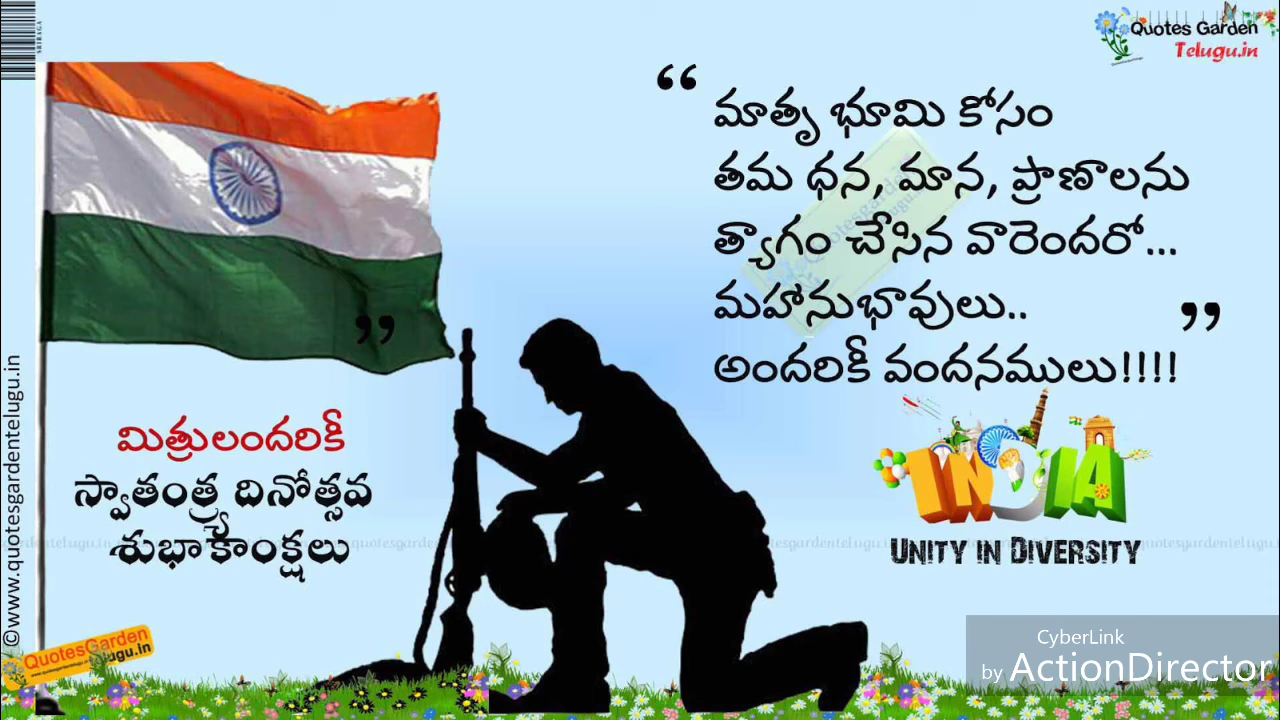 SRIRAGA
Quotes Garden
Telugu.in
“
మాతృ భూమి కోసం
తమ ధన, మాన, ప్రాణాలను
త్యాగం చేసిన వారెందరో...
మహానుభావులు..
”
అందరికీ వందనములు!!!!
”
మిత్రులందరికీ
స్వాతంత్ర్య దినోత్సవ
శుభాకాంక్షలు
INDIA
UNITY IN DIVERSITY
©www.quotesgardentelugu.in
QuotesGarden
Telugu.in
CyberLink
by ActionDirector